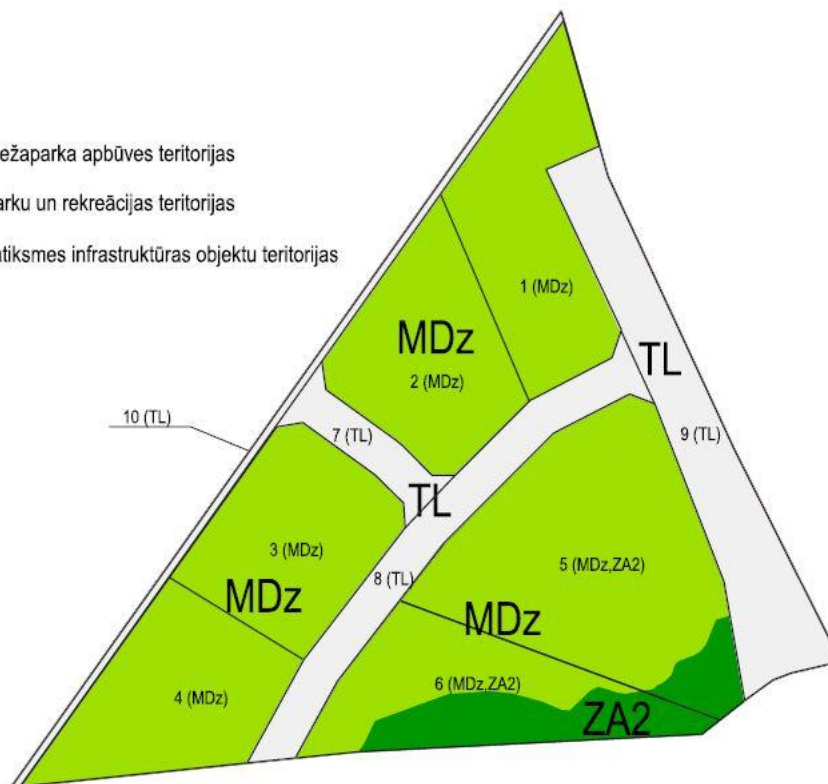 ežaparka apbūves teritorijas
arku un rekreācijas teritorijas
atiksmes infrastruktūras objektu teritorijas
1 (MDz)
MDz
TL
2 (MDz)
10 (TL)
7 (TL)
9 (TL)
TL
3 (MDz)
8 (TL)
5 (MDz,ZA2)
MDz
MDz
6 (MDz,ZA2)
4 (MDz)
ZA2